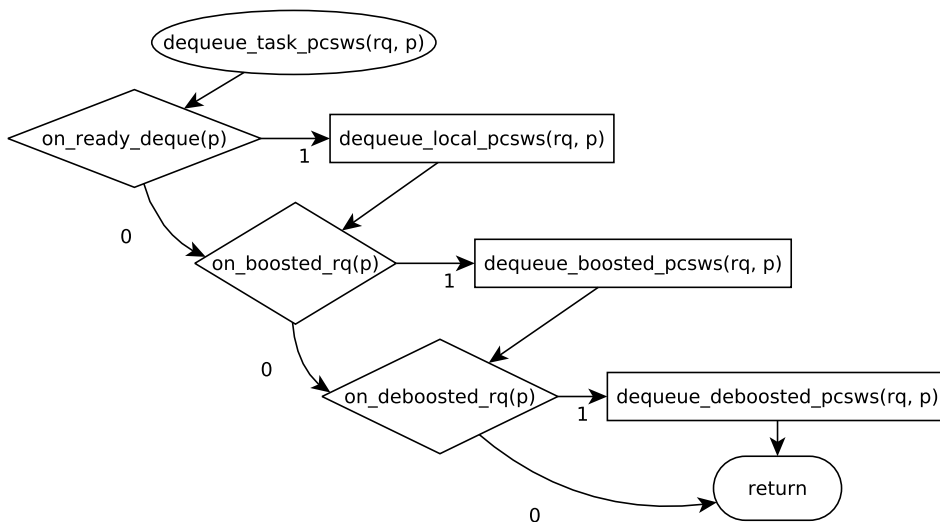 dequeue_task_pcsws(rq, p)
on_ready_deque(p)
1
dequeue_local_pcsws(rq, p)
0
on_boosted_rq(p)
1
dequeue_boosted_pcsws(rq, p)
0
on_deboosted_rq(p)
1
dequeue_deboosted_pcsws(rq, p)
return
0